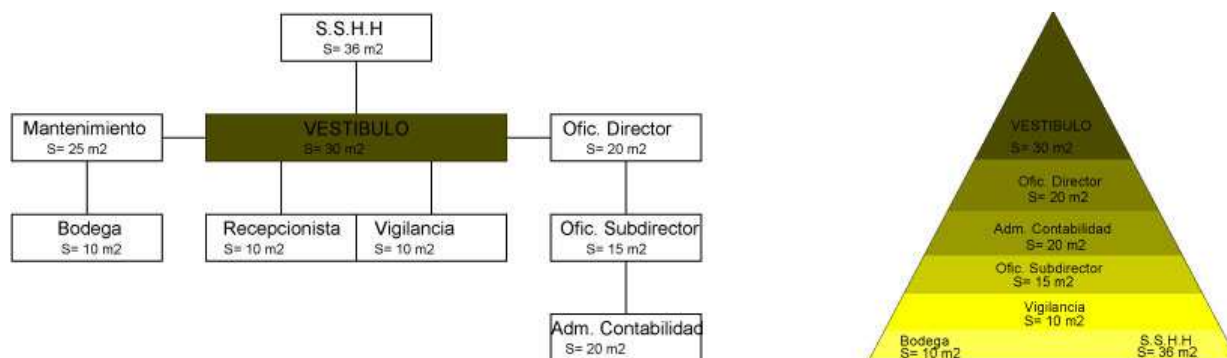 S.S.H.H
S= 36 m2
Mantenimiento
S= 25 m2
VESTIBULO
S= 30 m2
Ofic. Director
S= 20 m2
Bodega
S= 10 m2
Recepcionista
S= 10 m2
Vigilancia
S= 10 m2
Ofic. Subdirector
S= 15 m2
Adm. Contabilidad
S= 20 m2
VESTIBULO
S= 30 m2
Ofic. Director
S= 20 m2
Adm. Contabilidad
S= 20 m2
Ofic. Subdirector
S= 15 m2
Vigilancia
S= 10 m2
Bodega
S= 10 m2
S.S.H.H
S= 36 m2